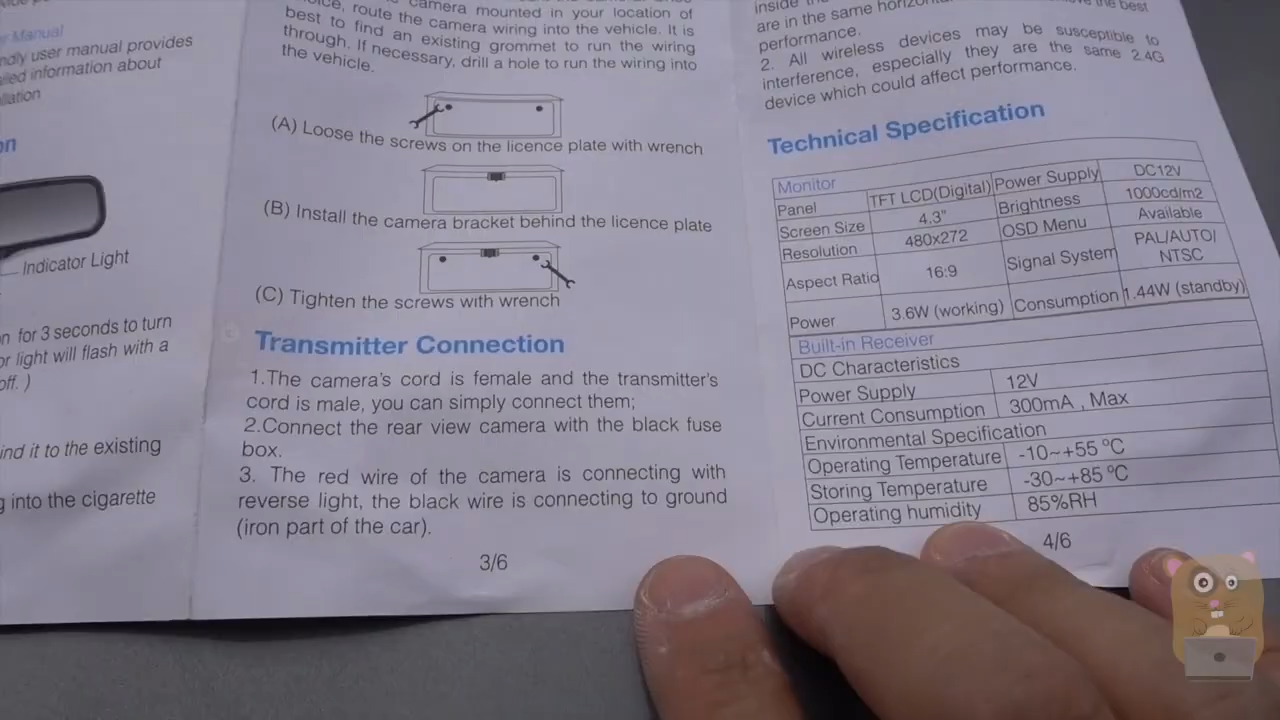 Manual
user manual provides
information about
Indicator Light
for 3 seconds to turn
light will flash with a
off. )
it to the existing
into the cigarette
camera mounted in your location of
route the camera wiring into the vehicle. It is
best to find an existing grommet to run the wiring
through. If necessary, drill a hole to run the wiring into
the vehicle.
(A) Loose the screws on the licence plate with wrench
(B) Install the camera bracket behind the licence plate
(C) Tighten the screws with wrench
Transmitter Connection
1.The camera's cord is female and the transmitter's
cord is male, you can simply connect them;
2.Connect the rear view camera with the black fuse
box.
3. The red wire of the camera is connecting with
reverse light, the black wire is connecting to ground
(iron part of the car).
3/6
inside
the best
are in the same
performance.
2. All wireless devices may be susceptible to
interference, especially they are the same 2.4G
device which could affect performance.
Technical Specification
Monitor
Panel TFT LCD(Digital) Power Supply DC12V
Screen Size 4.3" Brightness 1000cd/m2
Resolution 480x272 OSD Menu Available
Aspect Ratio 16:9 Signal System PAL/AUTO/
NTSC
Power 3.6W (working) Consumption 1.44W (standby)
Built-in Receiver
DC Characteristics
Power Supply 12V
Current Consumption 300mA , Max
Environmental Specification
Operating Temperature -10~+55 ºC
Storing Temperature -30~+85 ºC
Operating humidity 85%RH
4/6